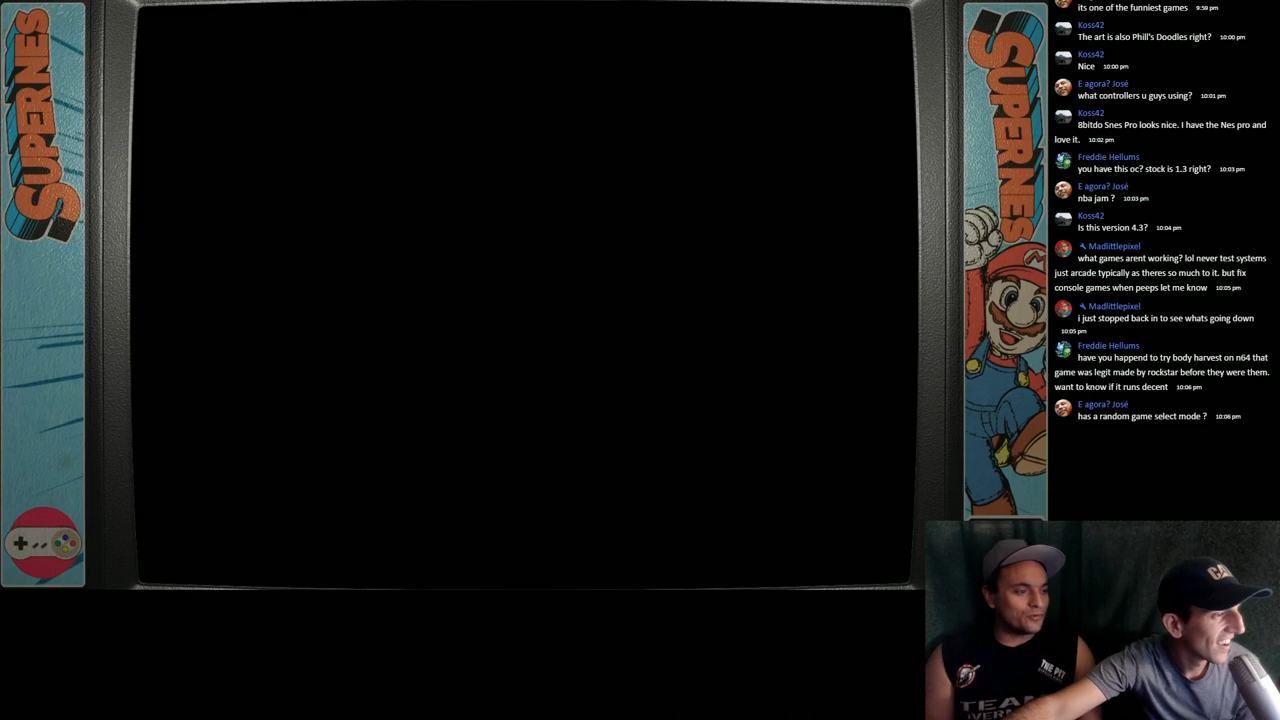 SUPERNES
SUPERNES
its one of the funniest games 9:59 pm
Koss42
The art is also Phill's Doodles right? 10:00 pm
Koss42
Nice 10:00 pm
E agora? José
what controllers u guys using? 10:01 pm
Koss42
8bitdo Snes Pro looks nice. I have the Nes pro and
love it. 10:02 pm
Freddie Hellums
you have this oc? stock is 1.3 right? 10:03 pm
E agora? José
nba jam ? 10:03 pm
Koss42
Is this version 4.3? 10:04 pm
Madlittlepixel
what games arent working? lol never test systems
just arcade typically as theres so much to it. but fix
console games when peeps let me know 10:05 pm
Madlittlepixel
i just stopped back in to see whats going down
10:05 pm
Freddie Hellums
have you happend to try body harvest on n64 that
game was legit made by rockstar before they were them.
want to know if it runs decent 10:06 pm
E agora? José
has a random game select mode ? 10:06 pm
M
THE PIT
TEAM